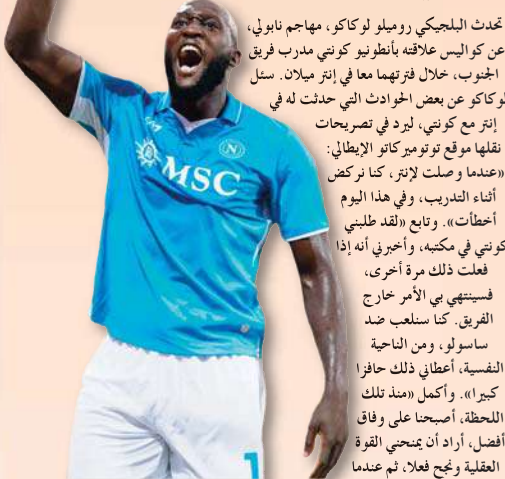 تحدث البلجيكي روميلو لوكاكو، مهاجم نابولي،
عن كواليس علاقته بأنطونيو كونتي مدرب فريق
الجنوب، خلال فترتهما معا في إنتر ميلان. سئل
لوكاكو عن بعض الحوادث التي حدثت له في
إنتر مع كونتي، ليرد في تصريحات
نقلها موقع توتوميركاتو الإيطالي:
«عندما وصلت لإنتر، كنا نركض
أثناء التدريب، وفي هذا اليوم
أخطأت». وتابع «لقد طلبني
كونتي في مكتبه، وأخبرني أنه إذا
فعلت ذلك مرة أخرى،
فسينتهي بي الأمر خارج
الفريق. كنا سنلعب ضد
ساسولو، ومن الناحية
النفسية، أعطاني ذلك حافزا
كبيرا». وأكمل «منذ تلك
اللحظة، أصبحنا على وفاق
أفضل، أراد أن يمنحني القوة
العقلية ونجح فعلا، ثم عندما
N
MSC
1